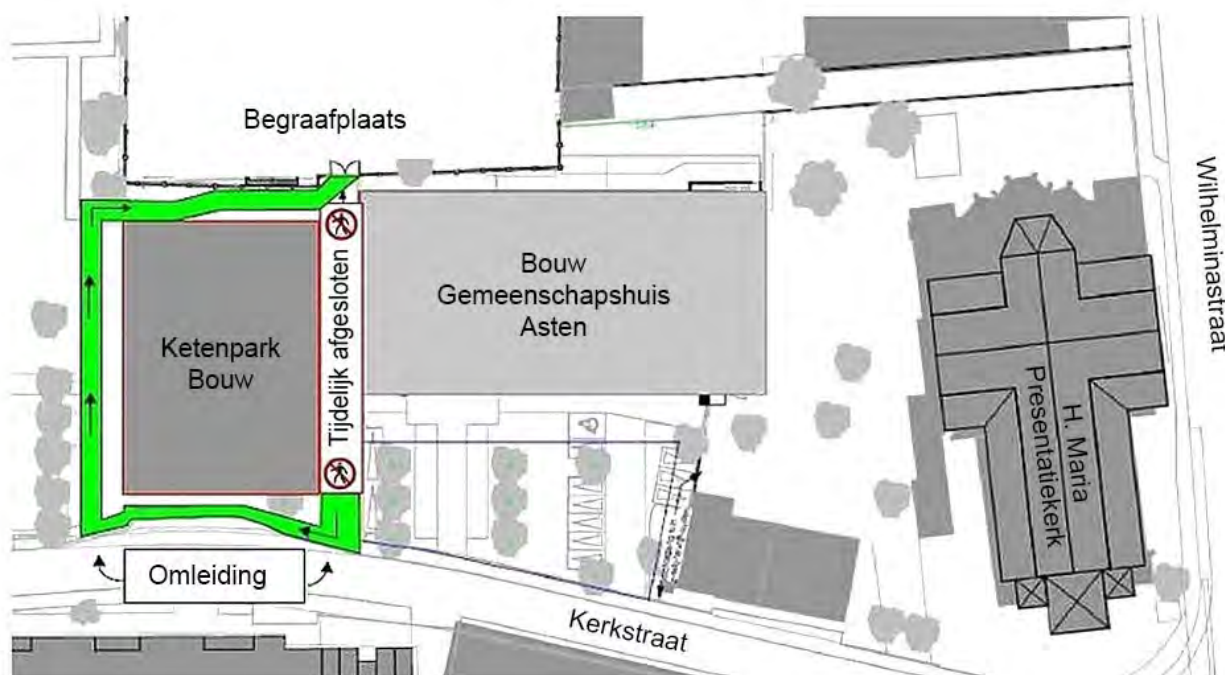 Begraafplaats
Wilhelminastraat
Bouw
Gemeenschapshuis
Asten
Tijdelijk afgesloten
Ketenpark
Bouw
H. Maria
Presentatiekerk
Omleiding
Kerkstraat